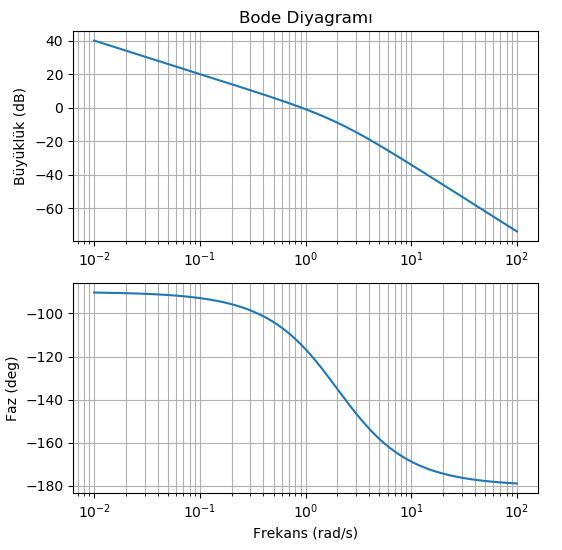 Bode Diyagramı
Büyüklük (dB)
40
20
0
−20
−40
−60
10⁻² 10⁻¹ 10⁰ 10¹ 10²
Faz (deg)
−100
−120
−140
−160
−180
10⁻² 10⁻¹ 10⁰ 10¹ 10²
Frekans (rad/s)